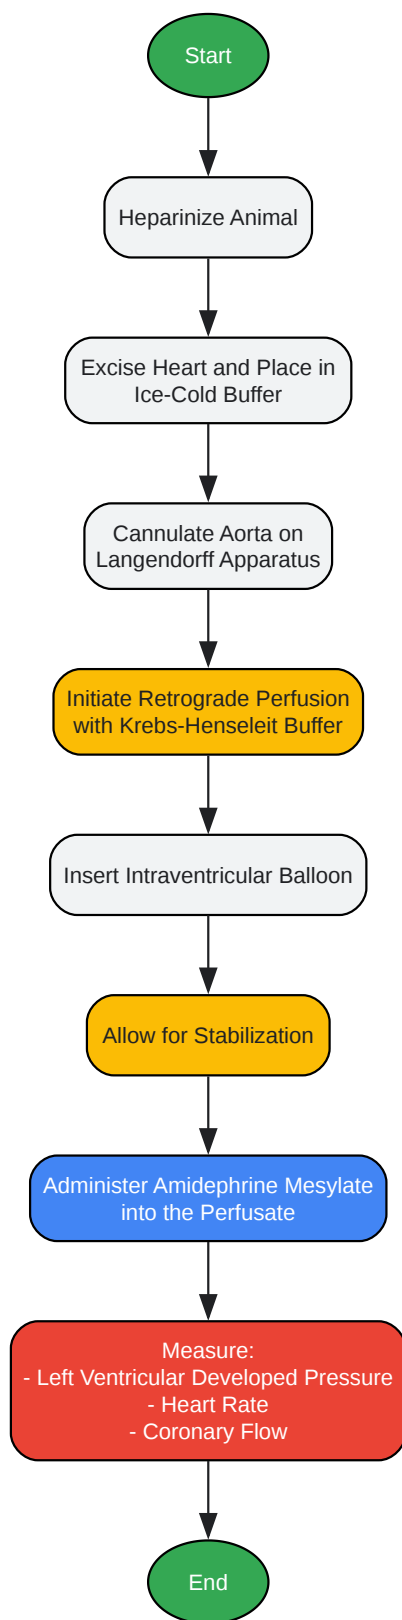 Start
Heparinize Animal
Excise Heart and Place in
Ice-Cold Buffer
Cannulate Aorta on
Langendorff Apparatus
Initiate Retrograde Perfusion
with Krebs-Henseleit Buffer
Insert Intraventricular Balloon
Allow for Stabilization
Administer Amidephrine Mesylate
into the Perfusate
Measure:
- Left Ventricular Developed Pressure
- Heart Rate
- Coronary Flow
End